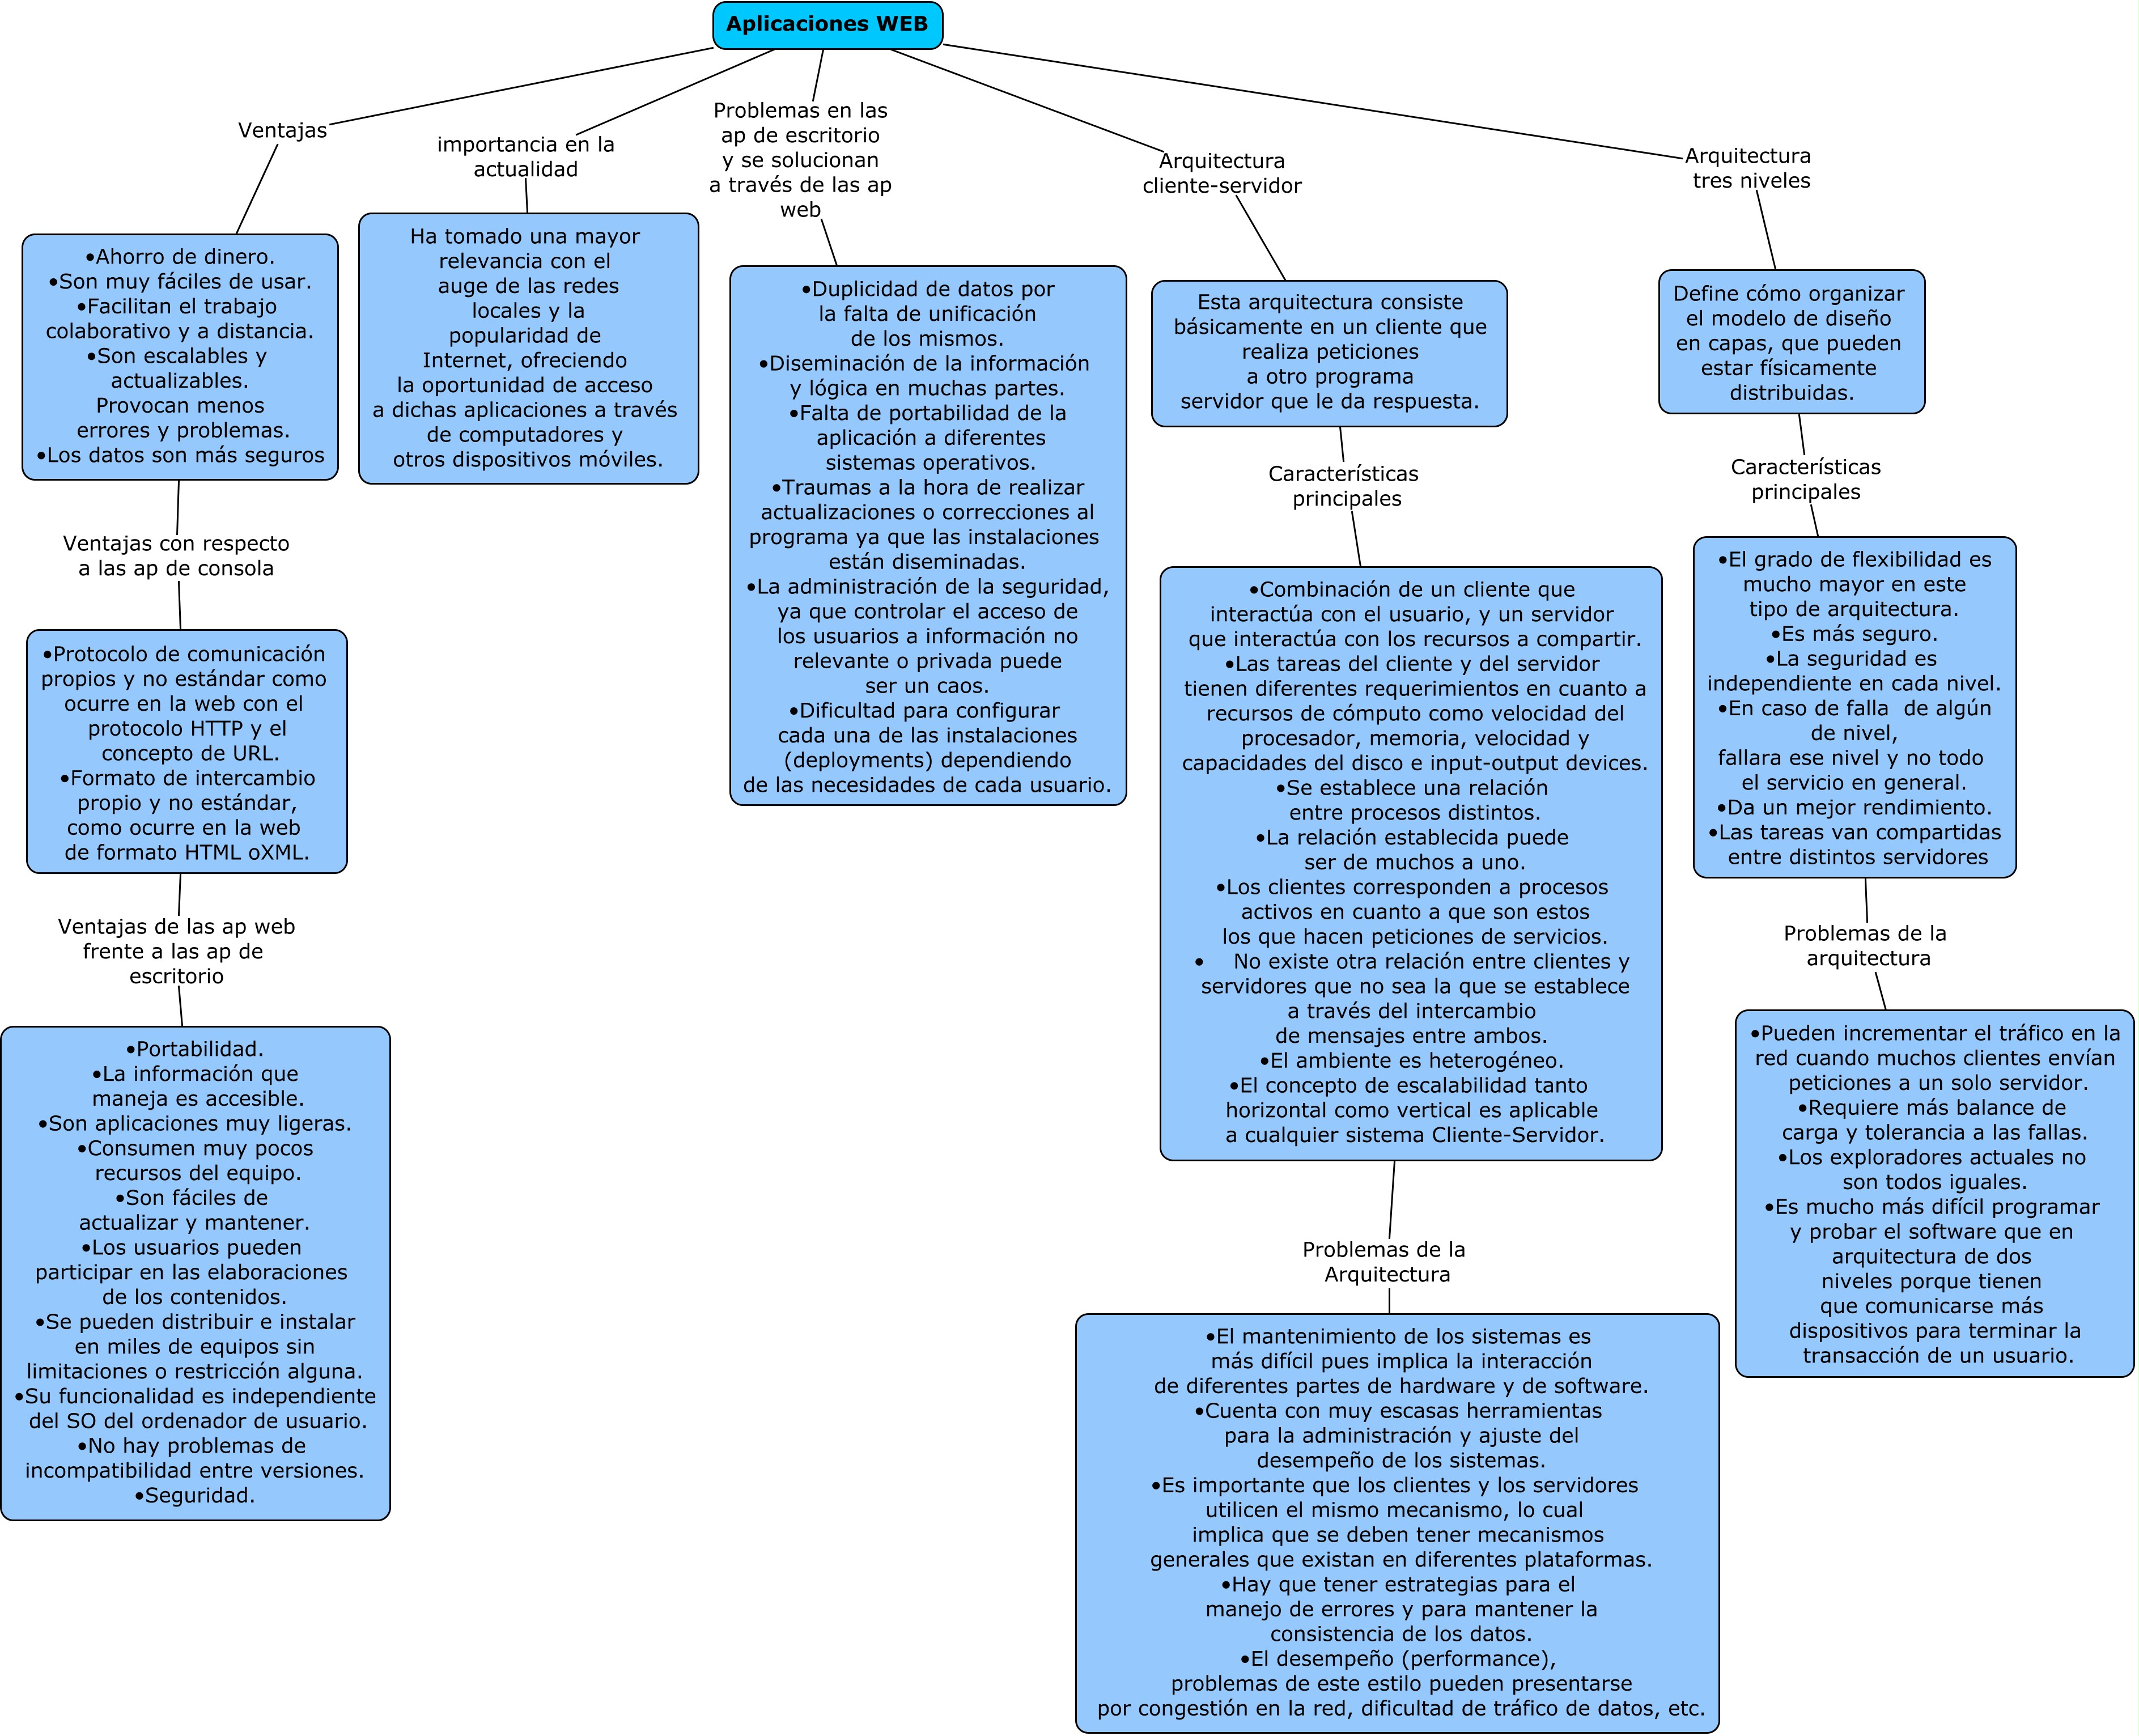 Aplicaciones WEB
Ventajas
•Ahorro de dinero.
•Son muy fáciles de usar.
•Facilitan el trabajo
colaborativo y a distancia.
•Son escalables y
actualizables.
Provocan menos
errores y problemas.
•Los datos son más seguros
Ventajas con respecto
a las ap de consola
•Protocolo de comunicación
propios y no estándar como
ocurre en la web con el
protocolo HTTP y el
concepto de URL.
•Formato de intercambio
propio y no estándar,
como ocurre en la web
de formato HTML oXML.
Ventajas de las ap web
frente a las ap de
escritorio
•Portabilidad.
•La información que
maneja es accesible.
•Son aplicaciones muy ligeras.
•Consumen muy pocos
recursos del equipo.
•Son fáciles de
actualizar y mantener.
•Los usuarios pueden
participar en las elaboraciones
de los contenidos.
•Se pueden distribuir e instalar
en miles de equipos sin
limitaciones o restricción alguna.
•Su funcionalidad es independiente
del SO del ordenador de usuario.
•No hay problemas de
incompatibilidad entre versiones.
•Seguridad.
importancia en la
actualidad
Ha tomado una mayor
relevancia con el
auge de las redes
locales y la
popularidad de
Internet, ofreciendo
la oportunidad de acceso
a dichas aplicaciones a través
de computadores y
otros dispositivos móviles.
Problemas en las
ap de escritorio
y se solucionan
a través de las ap
web
•Duplicidad de datos por
la falta de unificación
de los mismos.
•Diseminación de la información
y lógica en muchas partes.
•Falta de portabilidad de la
aplicación a diferentes
sistemas operativos.
•Traumas a la hora de realizar
actualizaciones o correcciones al
programa ya que las instalaciones
están diseminadas.
•La administración de la seguridad,
ya que controlar el acceso de
los usuarios a información no
relevante o privada puede
ser un caos.
•Dificultad para configurar
cada una de las instalaciones
(deployments) dependiendo
de las necesidades de cada usuario.
Arquitectura
cliente-servidor
Esta arquitectura consiste
básicamente en un cliente que
realiza peticiones
a otro programa
servidor que le da respuesta.
Características
principales
•Combinación de un cliente que
interactúa con el usuario, y un servidor
que interactúa con los recursos a compartir.
•Las tareas del cliente y del servidor
tienen diferentes requerimientos en cuanto a
recursos de cómputo como velocidad del
procesador, memoria, velocidad y
capacidades del disco e input-output devices.
•Se establece una relación
entre procesos distintos.
•La relación establecida puede
ser de muchos a uno.
•Los clientes corresponden a procesos
activos en cuanto a que son estos
los que hacen peticiones de servicios.
• No existe otra relación entre clientes y
servidores que no sea la que se establece
a través del intercambio
de mensajes entre ambos.
•El ambiente es heterogéneo.
•El concepto de escalabilidad tanto
horizontal como vertical es aplicable
a cualquier sistema Cliente-Servidor.
Problemas de la
Arquitectura
•El mantenimiento de los sistemas es
más difícil pues implica la interacción
de diferentes partes de hardware y de software.
•Cuenta con muy escasas herramientas
para la administración y ajuste del
desempeño de los sistemas.
•Es importante que los clientes y los servidores
utilicen el mismo mecanismo, lo cual
implica que se deben tener mecanismos
generales que existan en diferentes plataformas.
•Hay que tener estrategias para el
manejo de errores y para mantener la
consistencia de los datos.
•El desempeño (performance),
problemas de este estilo pueden presentarse
por congestión en la red, dificultad de tráfico de datos, etc.
Arquitectura
tres niveles
Define cómo organizar
el modelo de diseño
en capas, que pueden
estar físicamente
distribuidas.
Características
principales
•El grado de flexibilidad es
mucho mayor en este
tipo de arquitectura.
•Es más seguro.
•La seguridad es
independiente en cada nivel.
•En caso de falla  de algún
de nivel,
fallara ese nivel y no todo
el servicio en general.
•Da un mejor rendimiento.
•Las tareas van compartidas
entre distintos servidores
Problemas de la
arquitectura
•Pueden incrementar el tráfico en la
red cuando muchos clientes envían
peticiones a un solo servidor.
•Requiere más balance de
carga y tolerancia a las fallas.
•Los exploradores actuales no
son todos iguales.
•Es mucho más difícil programar
y probar el software que en
arquitectura de dos
niveles porque tienen
que comunicarse más
dispositivos para terminar la
transacción de un usuario.